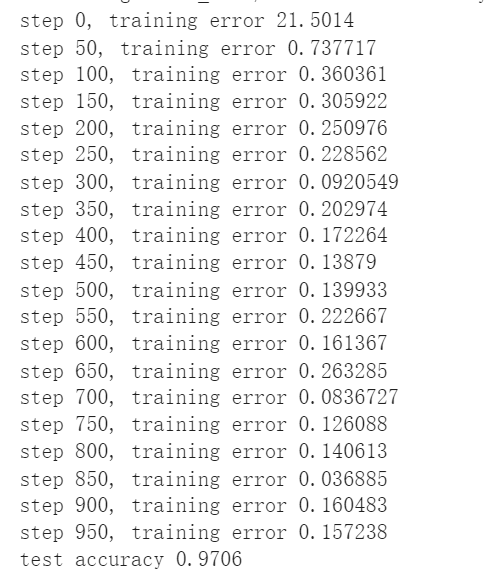 step 0, training error 21.5014
step 50, training error 0.737717
step 100, training error 0.360361
step 150, training error 0.305922
step 200, training error 0.250976
step 250, training error 0.228562
step 300, training error 0.0920549
step 350, training error 0.202974
step 400, training error 0.172264
step 450, training error 0.13879
step 500, training error 0.139933
step 550, training error 0.222667
step 600, training error 0.161367
step 650, training error 0.263285
step 700, training error 0.0836727
step 750, training error 0.126088
step 800, training error 0.140613
step 850, training error 0.036885
step 900, training error 0.160483
step 950, training error 0.157238
test accuracy 0.9706